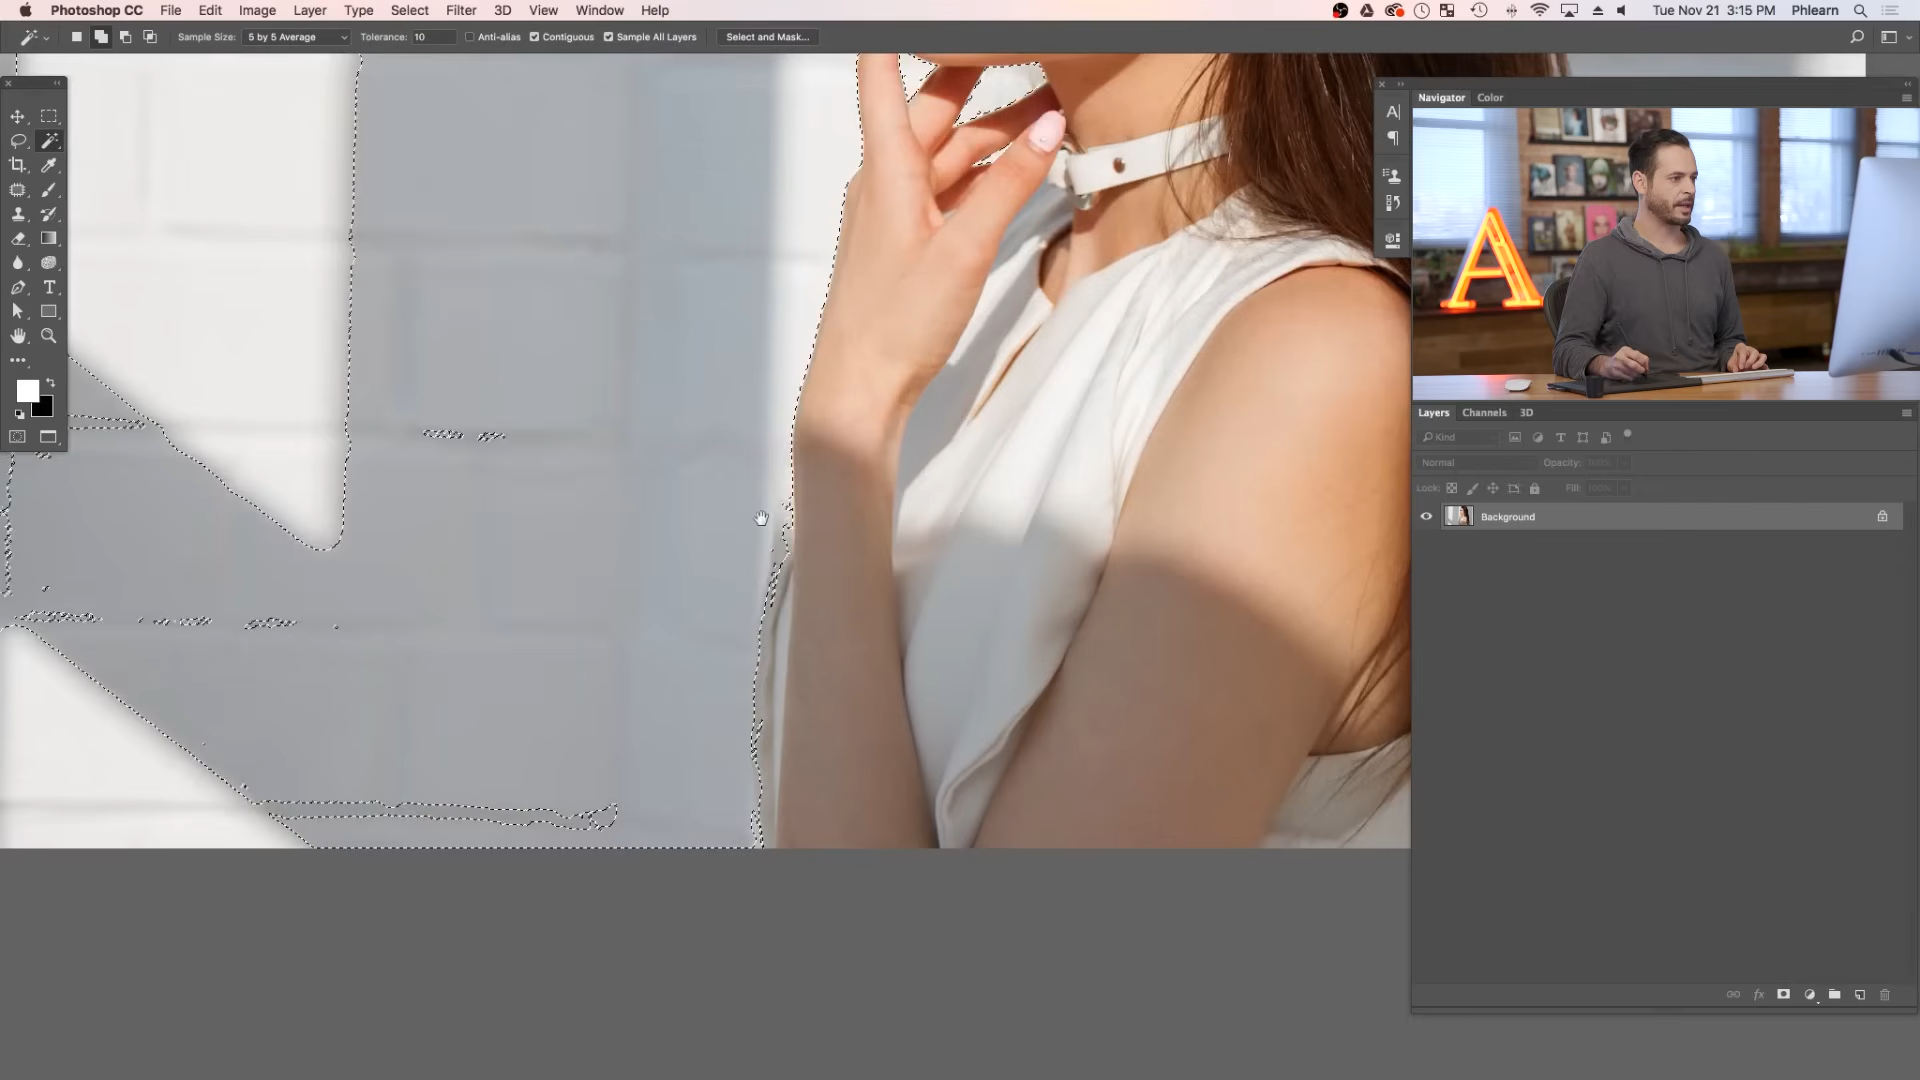 Photoshop CC File Edit Image Layer Type Select Filter 3D View Window Help Tue Nov 21 3:15 PM Phlearn
Sample Size: 5 by 5 Average Tolerance: 10 Anti-alias Contiguous Sample All Layers Select and Mask...
Navigator Color
A
Layers Channels 3D
Kind
Normal Opacity: 100%
Lock: Fill: 100%
Background
fx